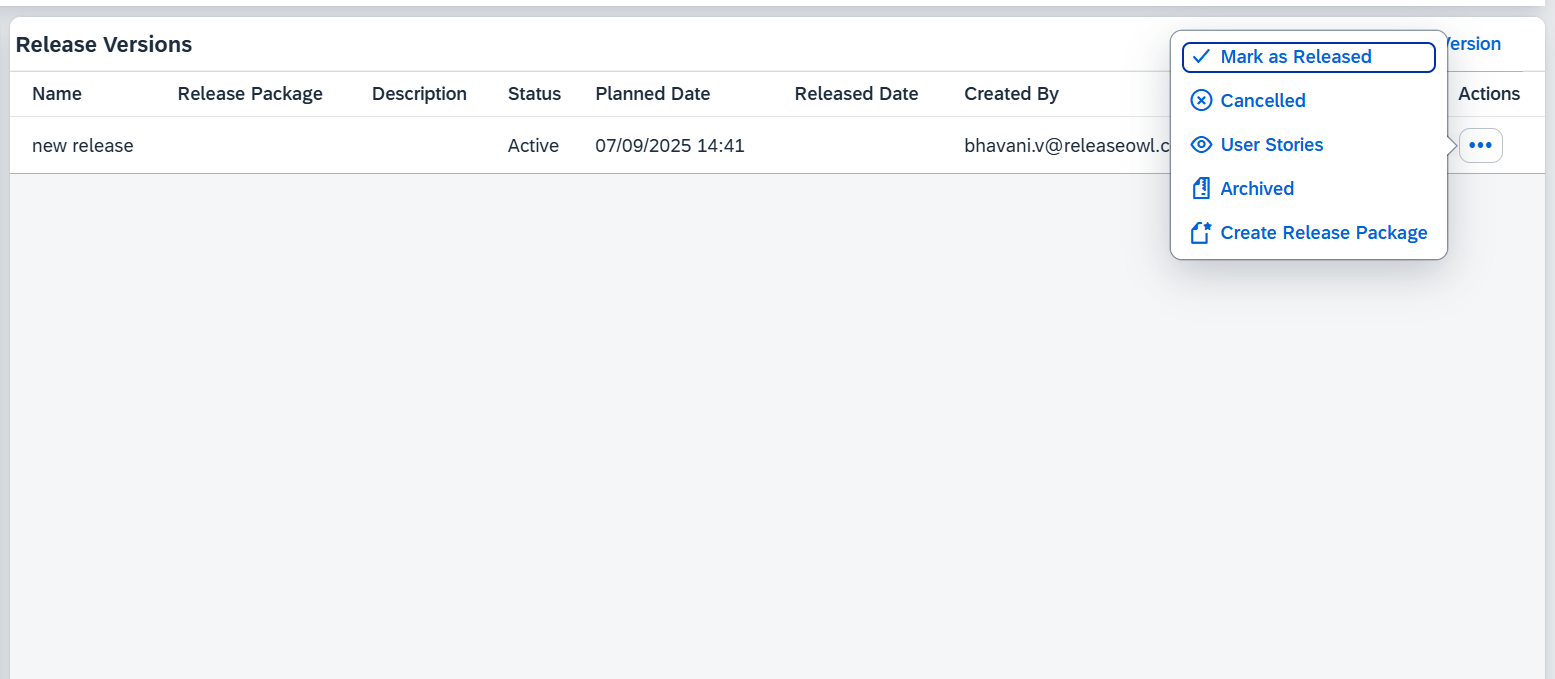 Release Versions
Version
Name Release Package Description Status Planned Date Released Date Created By Actions
new release Active 07/09/2025 14:41 bhavani.v@releaseowl.c •••
Mark as Released
Cancelled
User Stories
Archived
Create Release Package